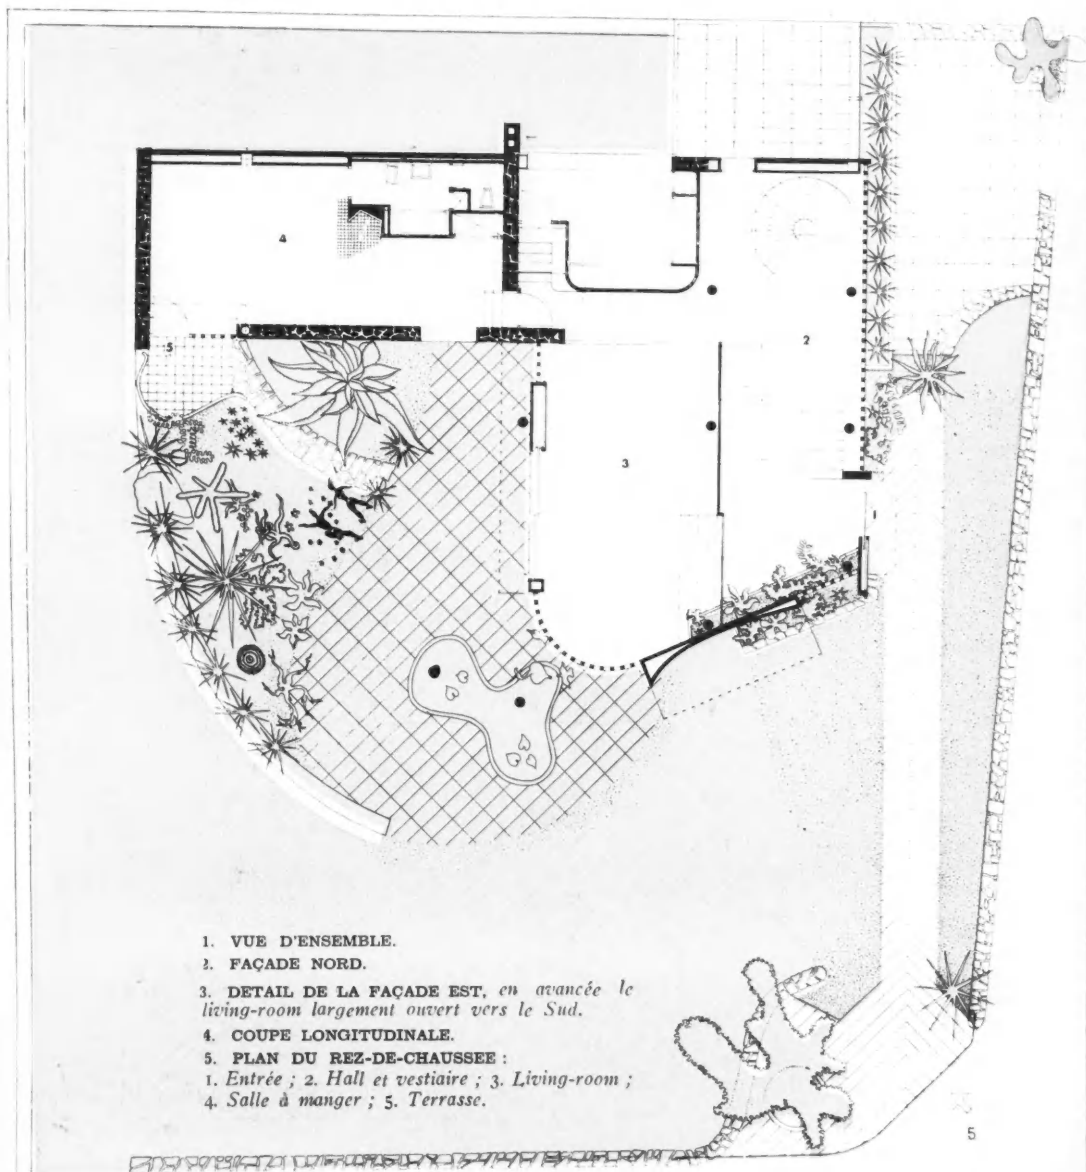 4
5
2
3
1
1. VUE D'ENSEMBLE.
2. FAÇADE NORD.
3. DETAIL DE LA FAÇADE EST, en avancée le
living-room largement ouvert vers le Sud.
4. COUPE LONGITUDINALE.
5. PLAN DU REZ-DE-CHAUSSEE :
1. Entrée ; 2. Hall et vestiaire ; 3. Living-room ;
4. Salle à manger ; 5. Terrasse.
5